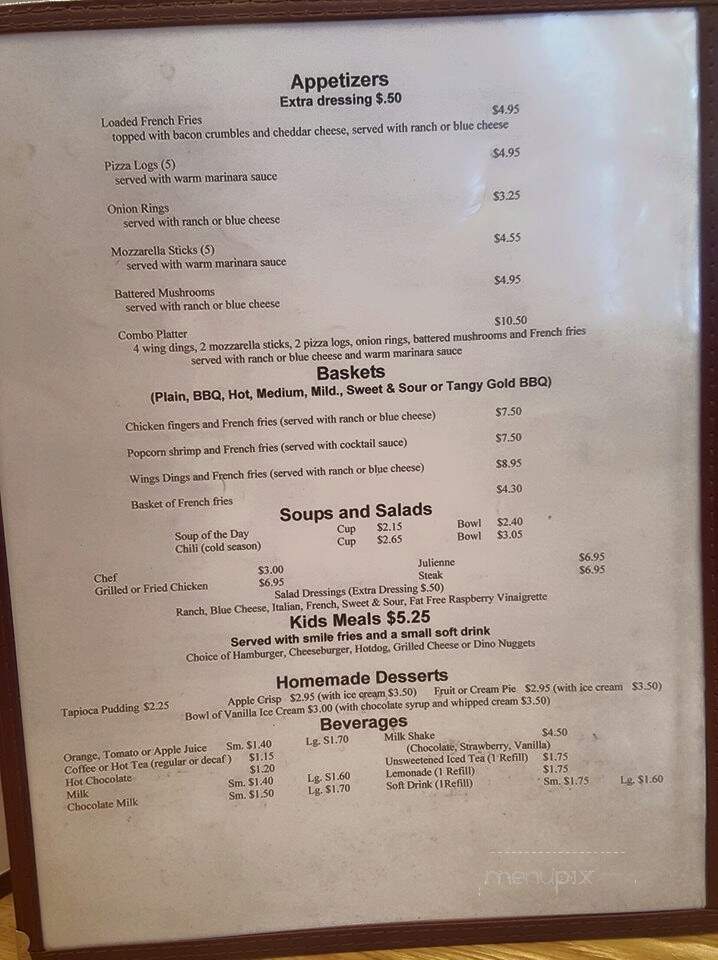 Appetizers
Extra dressing $.50
Loaded French Fries $4.95
topped with bacon crumbles and cheddar cheese, served with ranch or blue cheese
Pizza Logs (5) $4.95
served with warm marinara sauce
Onion Rings $3.25
served with ranch or blue cheese
Mozzarella Sticks (5) $4.55
served with warm marinara sauce
Battered Mushrooms $4.95
served with ranch or blue cheese
Combo Platter $10.50
4 wing dings, 2 mozzarella sticks, 2 pizza logs, onion rings, battered mushrooms and French fries
served with ranch or blue cheese and warm marinara sauce
Baskets
(Plain, BBQ, Hot, Medium, Mild., Sweet & Sour or Tangy Gold BBQ)
Chicken fingers and French fries (served with ranch or blue cheese) $7.50
Popcorn shrimp and French fries (served with cocktail sauce) $7.50
Wings Dings and French fries (served with ranch or blue cheese) $8.95
Basket of French fries $4.30
Soups and Salads
Soup of the Day Cup $2.15 Bowl $2.40
Chili (cold season) Cup $2.65 Bowl $3.05
Chef $3.00 Julienne $6.95
Grilled or Fried Chicken $6.95 Steak $6.95
Salad Dressings (Extra Dressing $.50)
Ranch, Blue Cheese, Italian, French, Sweet & Sour, Fat Free Raspberry Vinaigrette
Kids Meals $5.25
Served with smile fries and a small soft drink
Choice of Hamburger, Cheeseburger, Hotdog, Grilled Cheese or Dino Nuggets
Homemade Desserts
Tapioca Pudding $2.25 Apple Crisp $2.95 (with ice cream $3.50) Fruit or Cream Pie $2.95 (with ice cream $3.50)
Bowl of Vanilla Ice Cream $3.00 (with chocolate syrup and whipped cream $3.50)
Beverages
Orange, Tomato or Apple Juice Sm. $1.40 Lg. $1.70 Milk Shake $4.50
(Chocolate, Strawberry, Vanilla)
Coffee or Hot Tea (regular or decaf) $1.15 Unsweetened Iced Tea (1 Refill) $1.75
Hot Chocolate $1.20 Lemonade (1 Refill) $1.75
Milk Sm. $1.40 Lg. $1.60 Soft Drink (1Refill) Sm. $1.75 Lg. $1.60
Chocolate Milk Sm. $1.50 Lg. $1.70
menupix